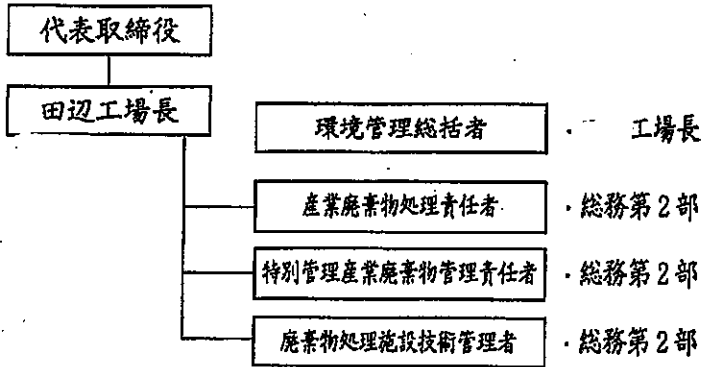 代表取締役
田辺工場長
環境管理総括者 ・ 工場長
産業廃棄物処理責任者 ・総務第2部
特別管理産業廃棄物管理責任者 ・総務第2部
廃棄物処理施設技術管理者 ・総務第2部